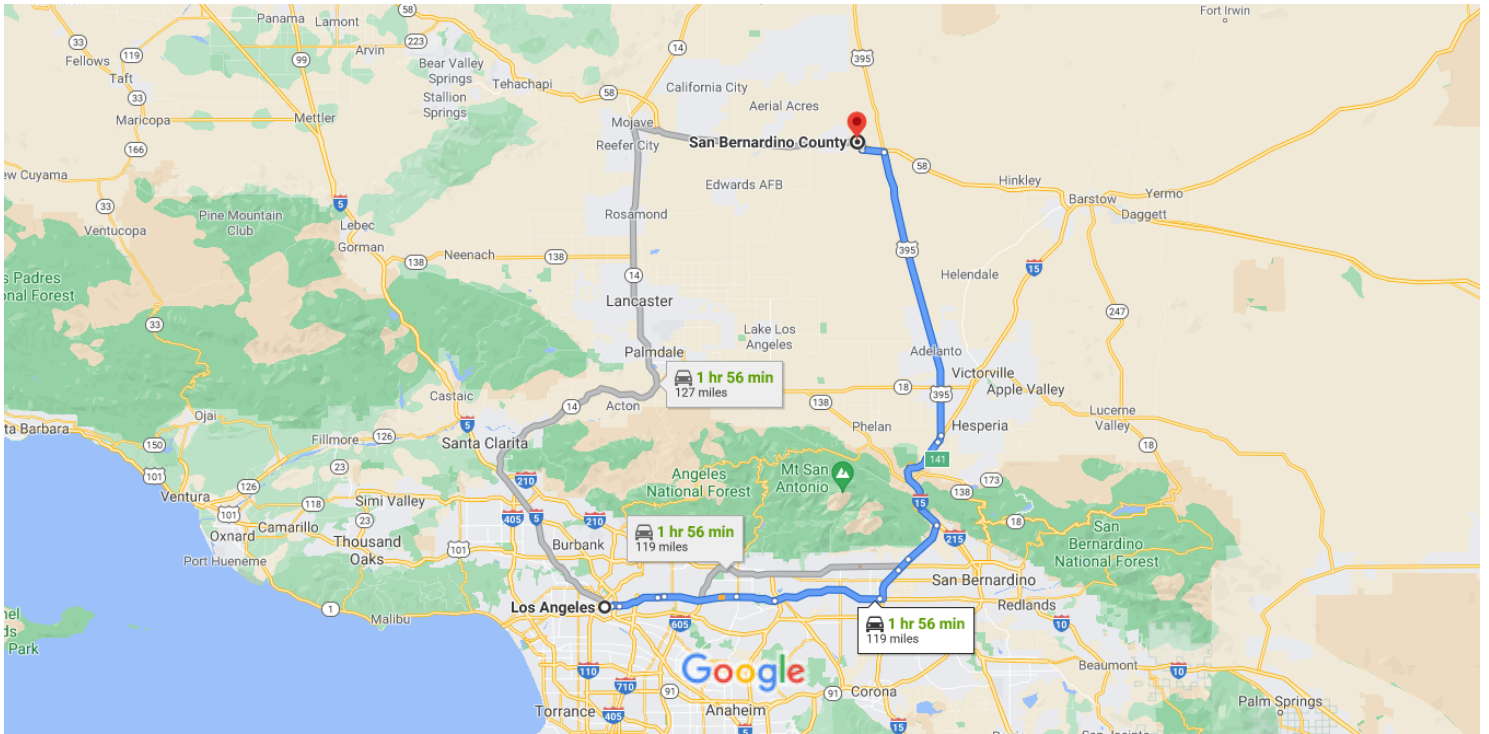 58
Panama
Lamont
Fort Irwin
33
119
Fellows
Taft
99
Arvin
223
14
395
Bear Valley
Springs
Tehachapi
Stallion
Springs
58
California City
Aerial Acres
33
Maricopa
Mettler
Mojave
Reefer City
San Bernardino County
166
58
ew Cuyama
Edwards AFB
Hinkley
Barstow
Yermo
Daggett
33
5
Pine Mountain
Club
Ventucopa
Lebec
Gorman
Rosamond
395
138
Neenach
138
15
Helendale
s Padres
onal Forest
14
Lancaster
247
33
Lake Los
Angeles
Palmdale
Adelanto
1 hr 56 min
127 miles
Victorville
Apple Valley
18
395
Castaic
14
Acton
138
Ojai
5
Phelan
Hesperia
Lucerne
Valley
ta Barbara
150
Fillmore
126
Santa Clarita
18
141
101
23
Angeles
National Forest
Mt San
Antonio
210
138
173
126
Ventura
118
Simi Valley
15
101
405
5
210
18
Oxnard
Camarillo
23
1 hr 56 min
119 miles
215
San
Bernardino
National Forest
Thousand
Oaks
101
Burbank
Port Hueneme
San Bernardino
Los Angeles
Redlands
1
Malibu
605
1 hr 56 min
119 miles
10
nel
ds
Park
Google
110
710
91
91
Corona
Beaumont
10
Torrance
405
Anaheim
5
15
Palm Springs
San Jacinto